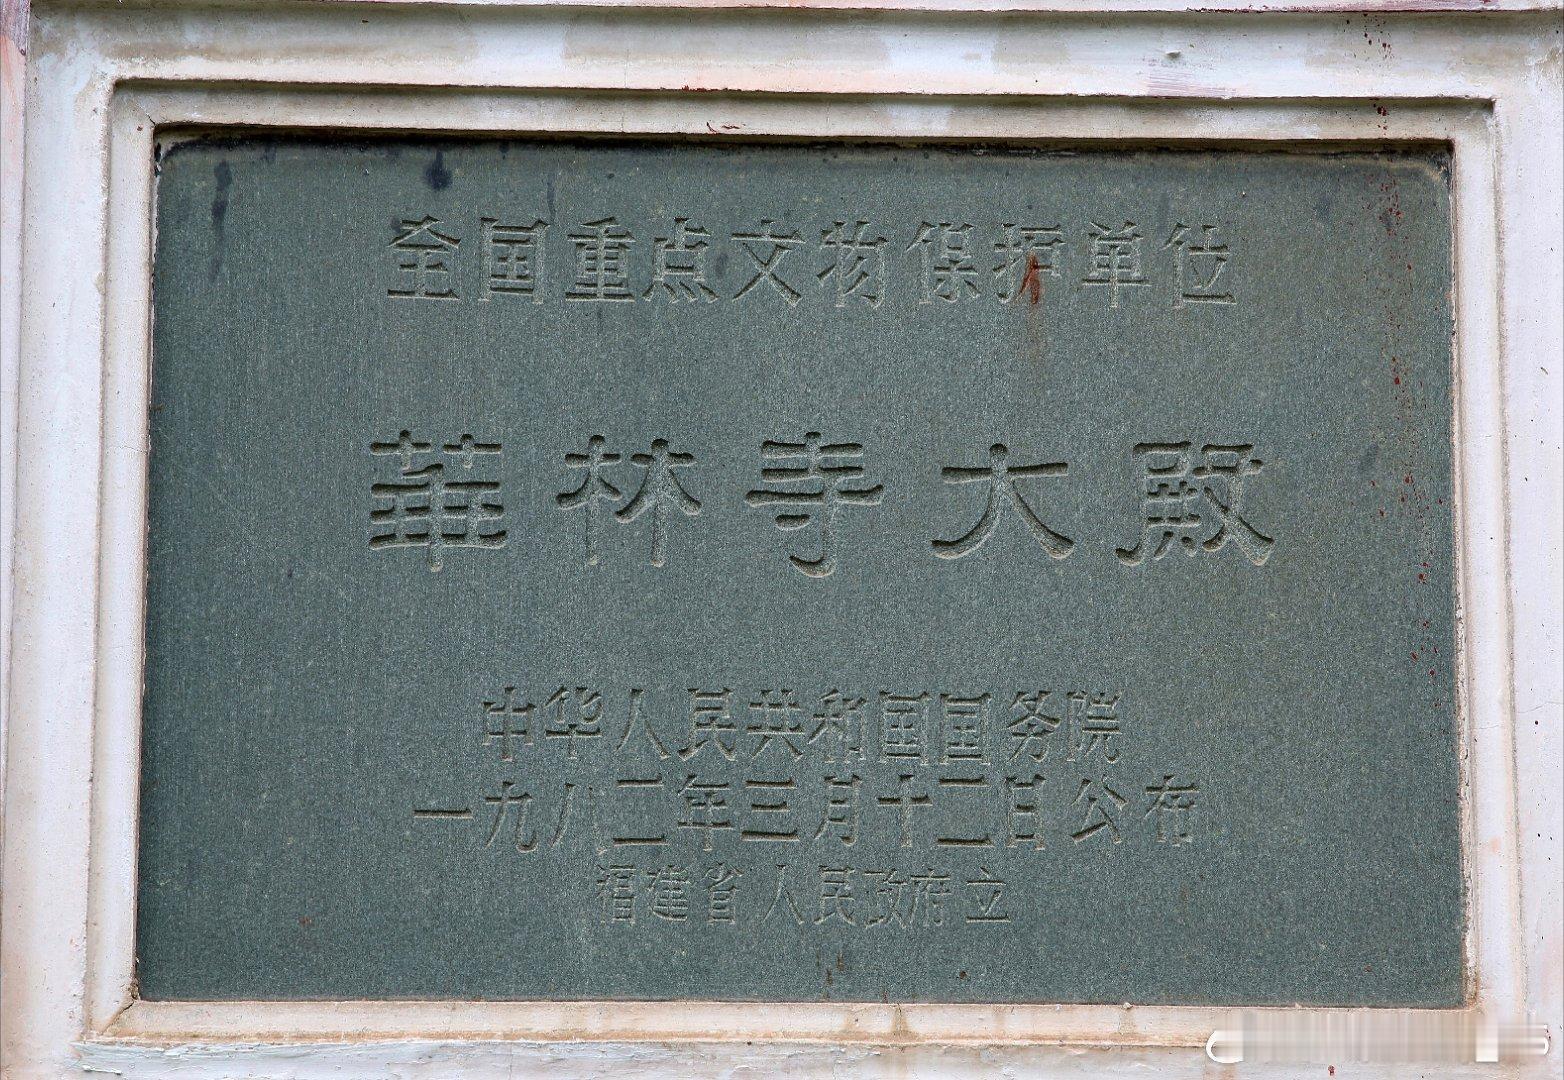 全国重点文物保护单位
華林寺大殿
中华人民共和国国务院
一九八二年三月十二日公布
福建省人民政府立